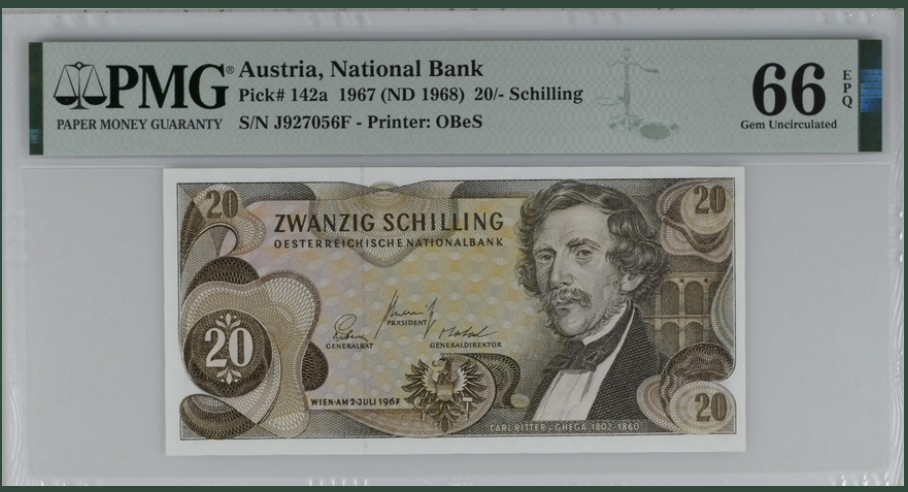 PMG®
PAPER MONEY GUARANTY
Austria, National Bank
Pick# 142a 1967 (ND 1968) 20/- Schilling
S/N J927056F - Printer: OBeS
66 EPQ
Gem Uncirculated
20
20
ZWANZIG SCHILLING
OESTERREICHISCHE NATIONALBANK
PRÄSIDENT
GENERALRAT
GENERALDIREKTOR
20
WIEN·AM 2·JULI 1967
20
CARL RITTER - GHEGA 1802-1860